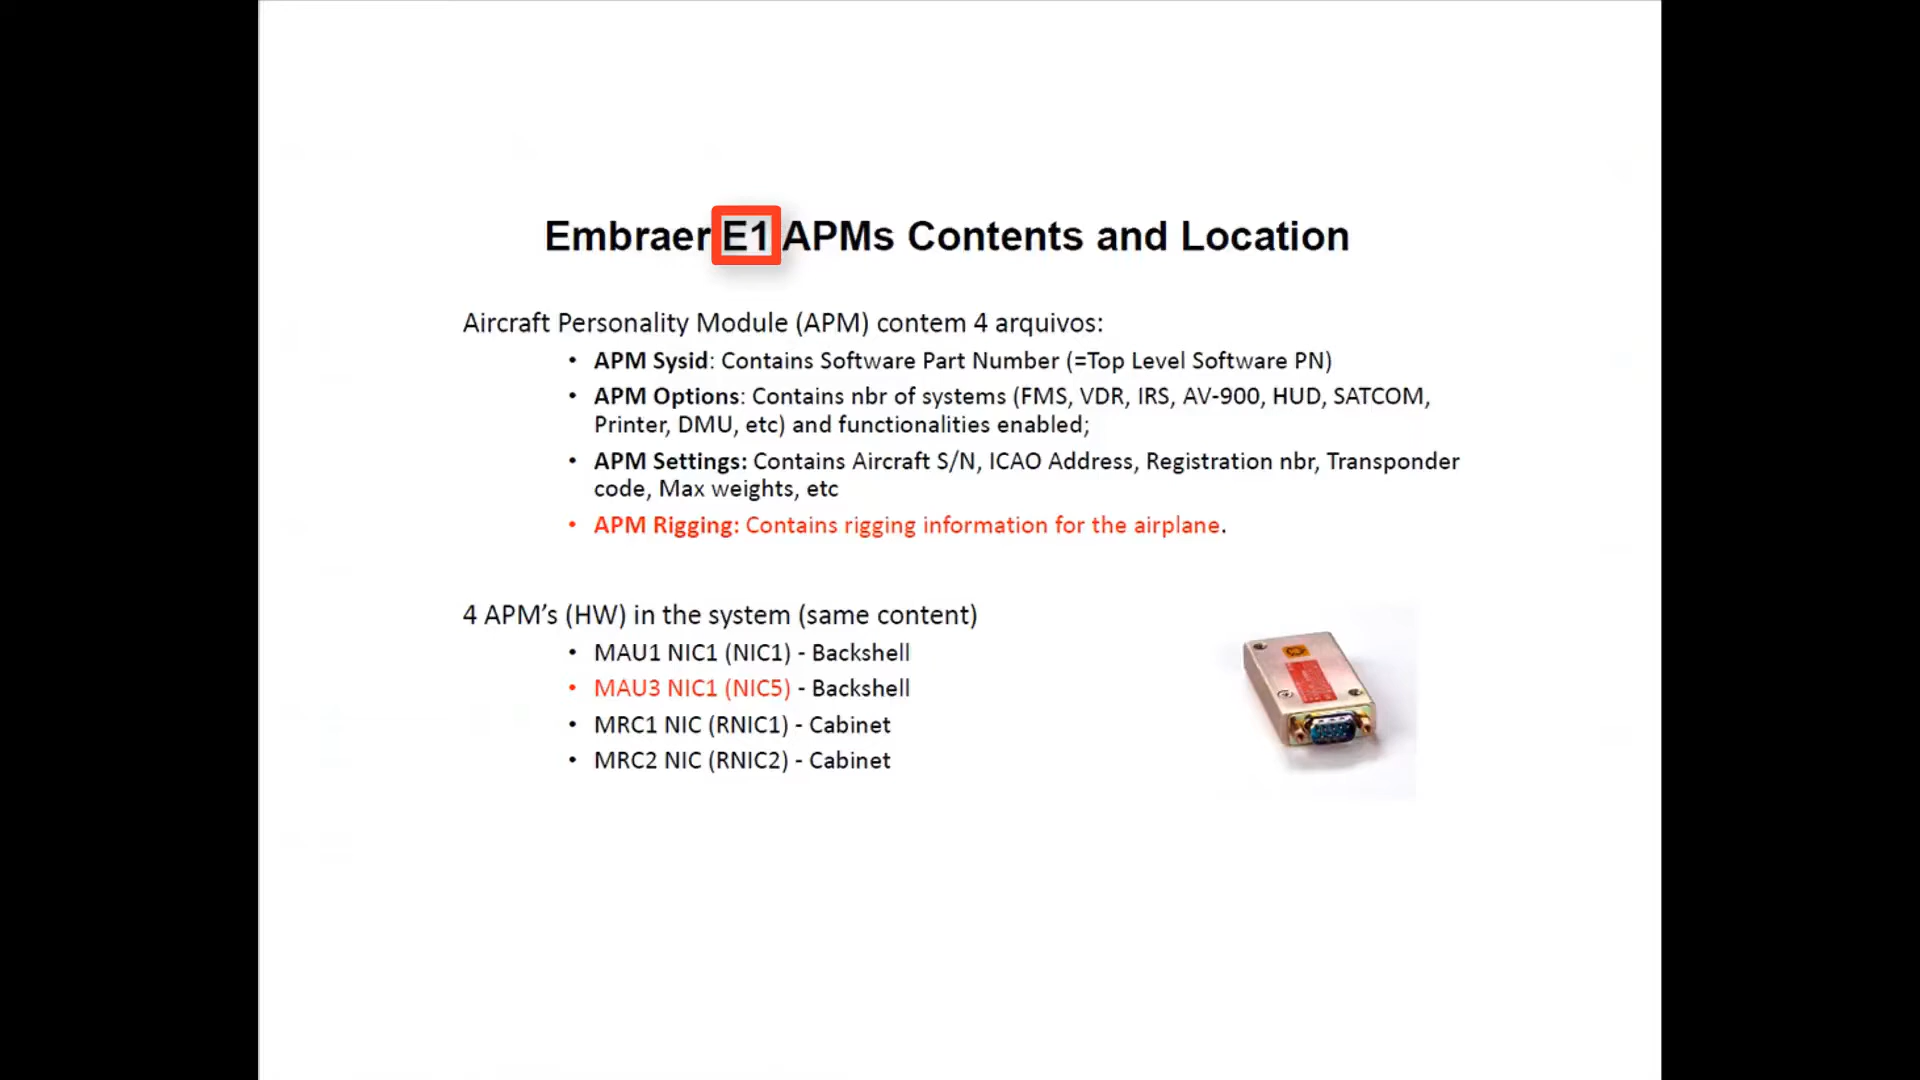 Embraer E1 APMs Contents and Location
Aircraft Personality Module (APM) contem 4 arquivos:
• APM Sysid: Contains Software Part Number (=Top Level Software PN)
• APM Options: Contains nbr of systems (FMS, VDR, IRS, AV-900, HUD, SATCOM,
Printer, DMU, etc) and functionalities enabled;
• APM Settings: Contains Aircraft S/N, ICAO Address, Registration nbr, Transponder
code, Max weights, etc
• APM Rigging: Contains rigging information for the airplane.
4 APM’s (HW) in the system (same content)
• MAU1 NIC1 (NIC1) - Backshell
• MAU3 NIC1 (NIC5) - Backshell
• MRC1 NIC (RNIC1) - Cabinet
• MRC2 NIC (RNIC2) - Cabinet